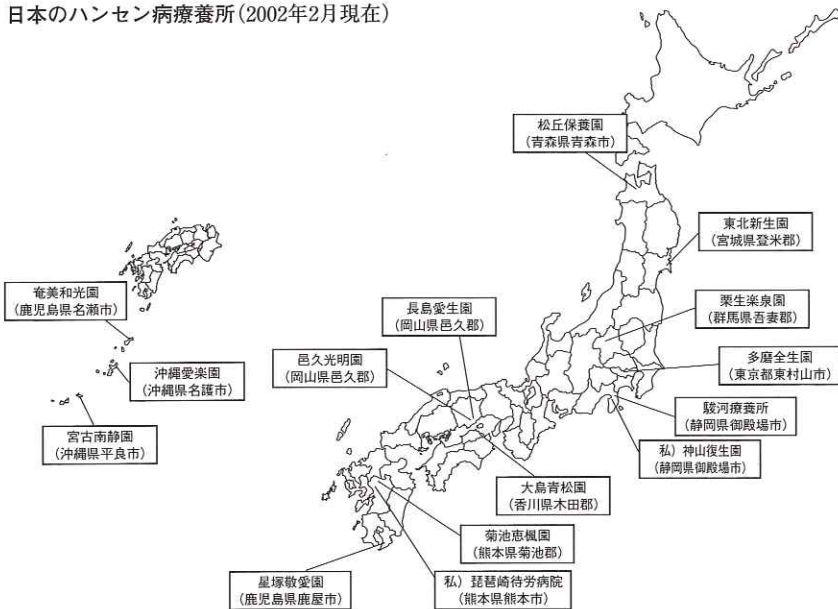 日本のハンセン病療養所(2002年2月現在)
松丘保養園
(青森県青森市)
東北新生園
(宮城県登米郡)
奄美和光園
(鹿児島県名瀬市)
長島愛生園
(岡山県邑久郡)
栗生楽泉園
(群馬県吾妻郡)
邑久光明園
(岡山県邑久郡)
沖縄愛楽園
(沖縄県名護市)
多磨全生園
(東京都東村山市)
駿河療養所
(静岡県御殿場市)
宮古南静園
(沖縄県平良市)
私)神山復生園
(静岡県御殿場市)
大島青松園
(香川県木田郡)
菊池恵楓園
(熊本県菊池郡)
星塚敬愛園
(鹿児島県鹿屋市)
私)琵琶崎待労病院
(熊本県熊本市)